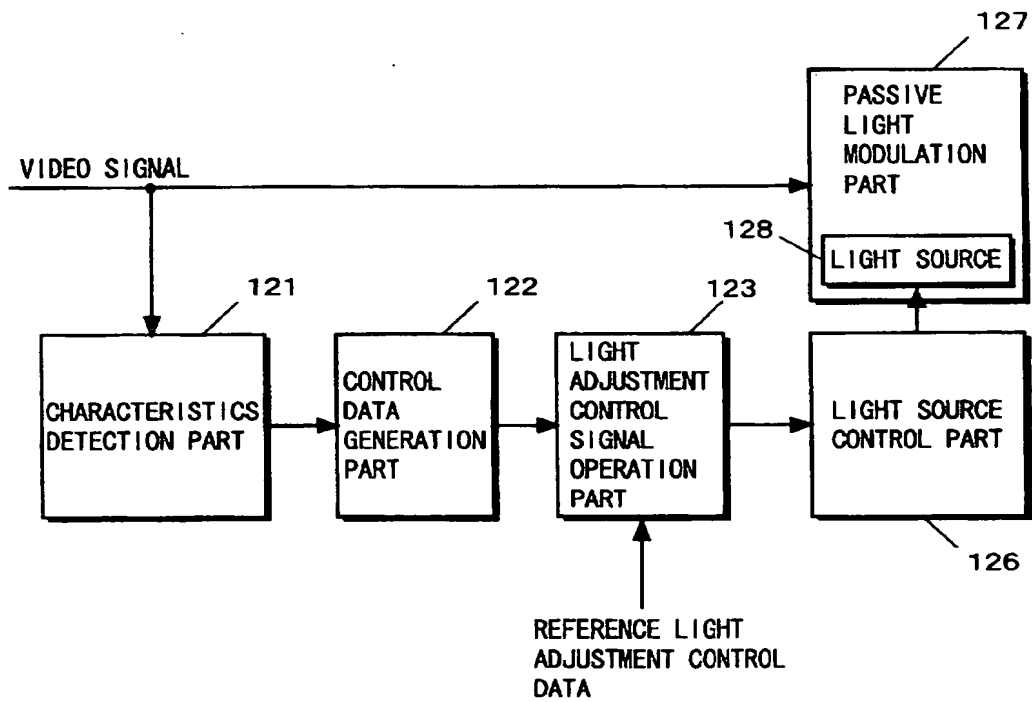 127
PASSIVE
LIGHT
MODULATION
PART
VIDEO SIGNAL
128
LIGHT SOURCE
121
122
123
CHARACTERISTICS
DETECTION PART
CONTROL
DATA
GENERATION
PART
LIGHT
ADJUSTMENT
CONTROL
SIGNAL
OPERATION
PART
LIGHT SOURCE
CONTROL PART
126
REFERENCE LIGHT
ADJUSTMENT CONTROL
DATA